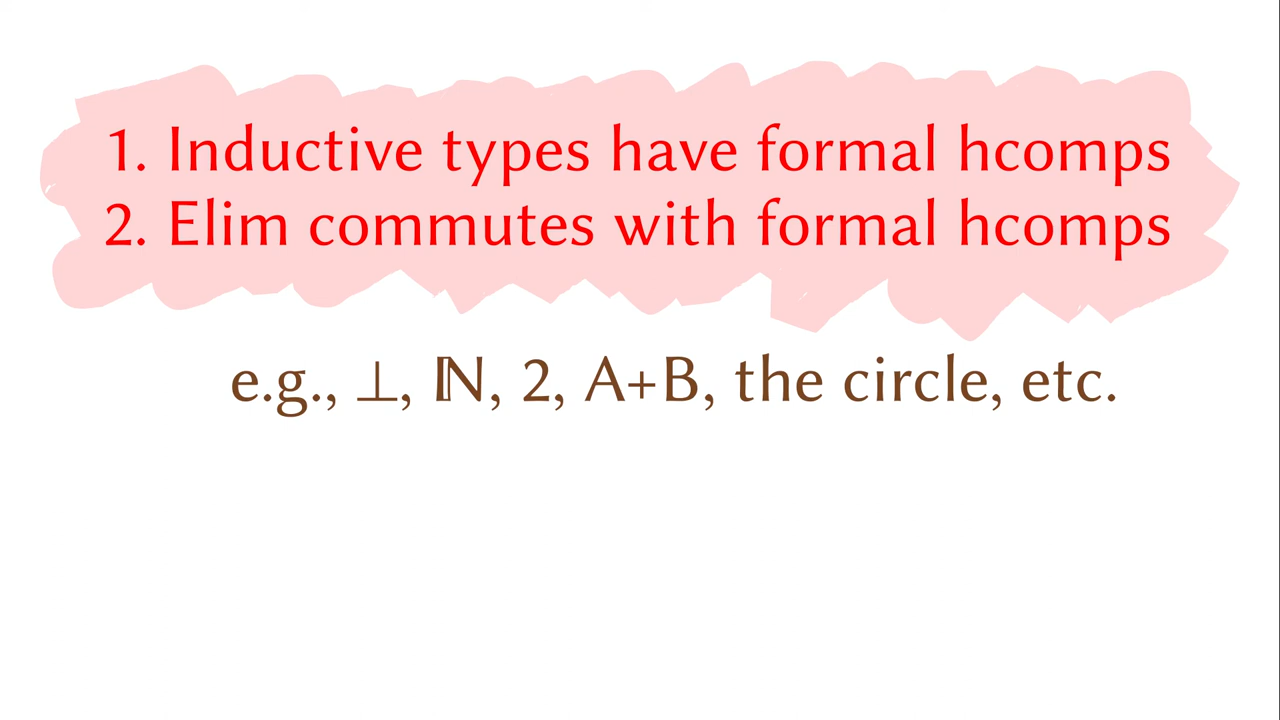 1. Inductive types have formal hcomps
2. Elim commutes with formal hcomps
e.g., ⊥, ℕ, 2, A+B, the circle, etc.